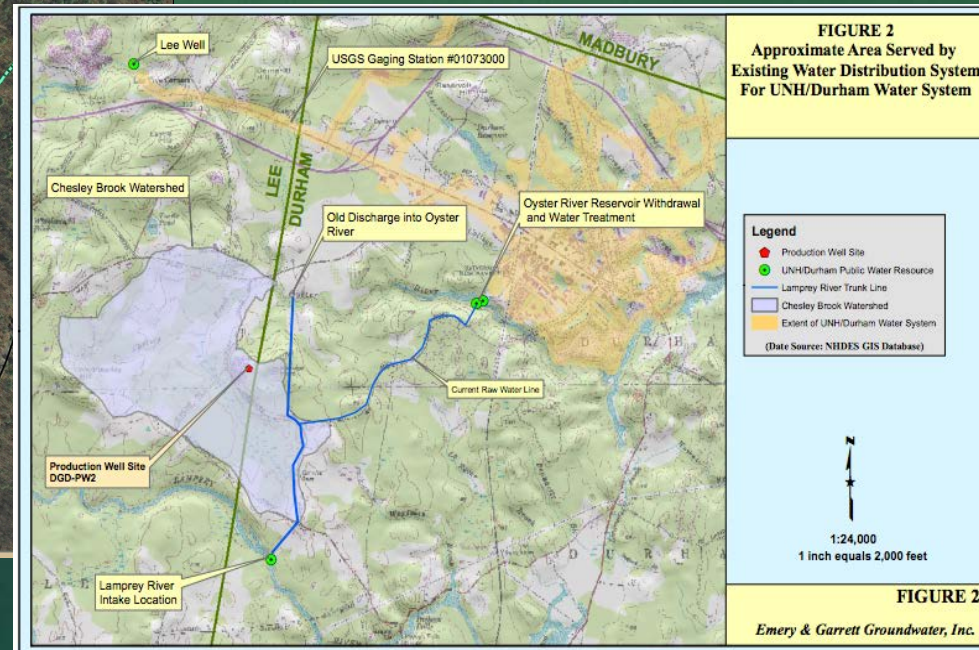 FIGURE 2
Approximate Area Served by
Existing Water Distribution System
For UNH/Durham Water System
Lee Well
USGS Gaging Station #01073000
MADBURY
LEE
DURHAM
Chesley Brook Watershed
Old Discharge into Oyster
River
Oyster River Reservoir Withdrawal
and Water Treatment
Current Raw Water Line
Production Well Site
DGD-PW2
Lamprey River
Intake Location
Legend
Production Well Site
UNH/Durham Public Water Resource
Lamprey River Trunk Line
Chesley Brook Watershed
Extent of UNH/Durham Water System
(Date Source: NHDES GIS Database)
N
1:24,000
1 inch equals 2,000 feet
FIGURE 2
Emery & Garrett Groundwater, Inc.